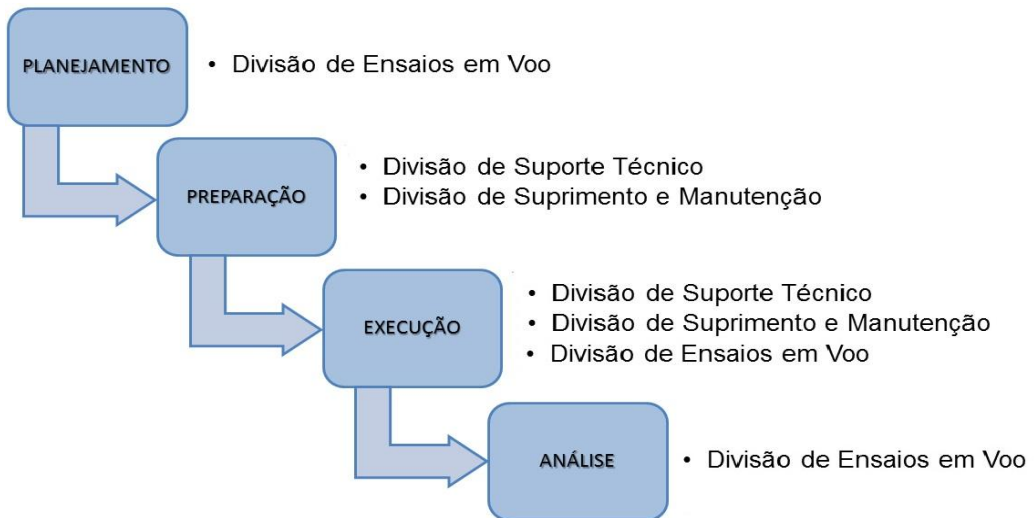 PLANEJAMENTO
• Divisão de Ensaios em Voo
• Divisão de Suporte Técnico
PREPARAÇÃO
• Divisão de Suprimento e Manutenção
• Divisão de Suporte Técnico
EXECUÇÃO
• Divisão de Suprimento e Manutenção
• Divisão de Ensaios em Voo
ANÁLISE
• Divisão de Ensaios em Voo